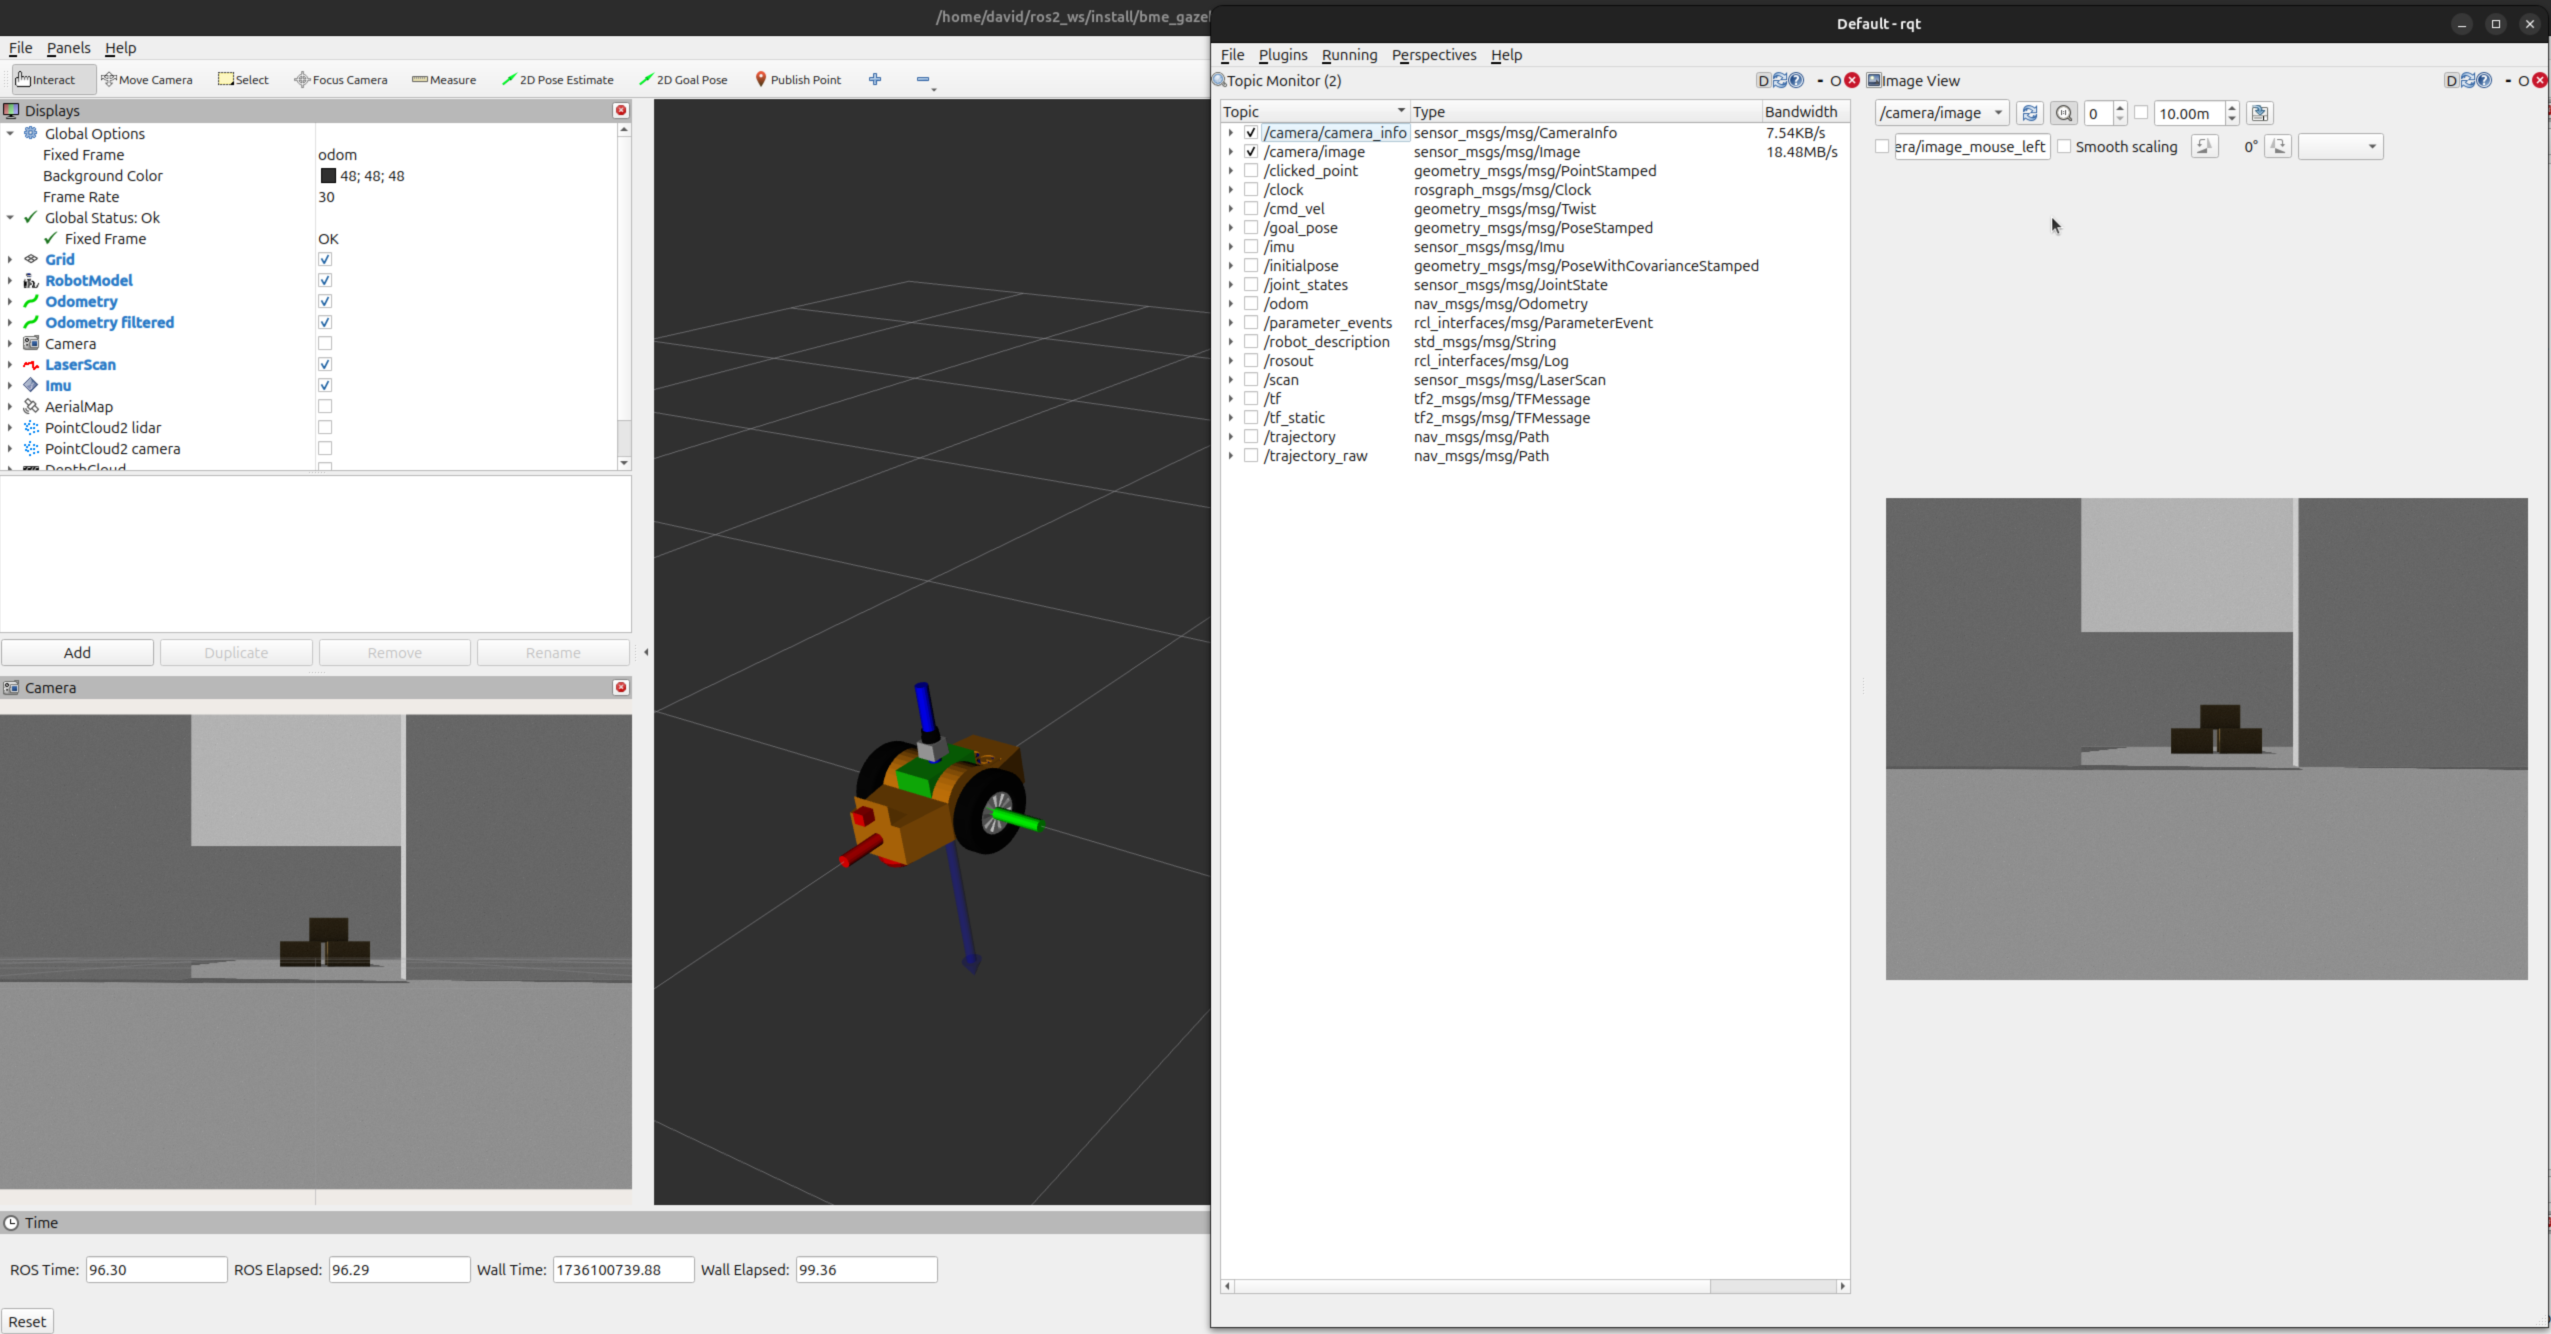 /home/david/ros2_ws/install/bme_gaze
File Panels Help
Interact Move Camera Select Focus Camera Measure 2D Pose Estimate 2D Goal Pose Publish Point
Displays
Global Options
Fixed Frame odom
Background Color 48; 48; 48
Frame Rate 30
Global Status: Ok
Fixed Frame OK
Grid
RobotModel
Odometry
Odometry filtered
Camera
LaserScan
Imu
AerialMap
PointCloud2 lidar
PointCloud2 camera
DepthCloud
Add Duplicate Remove Rename
Camera
Time
ROS Time: 96.30 ROS Elapsed: 96.29 Wall Time: 1736100739.88 Wall Elapsed: 99.36
Reset
Default - rqt
File Plugins Running Perspectives Help
Topic Monitor (2) D - O
Topic Type Bandwidth
/camera/camera_info sensor_msgs/msg/CameraInfo 7.54KB/s
/camera/image sensor_msgs/msg/Image 18.48MB/s
/clicked_point geometry_msgs/msg/PointStamped
/clock rosgraph_msgs/msg/Clock
/cmd_vel geometry_msgs/msg/Twist
/goal_pose geometry_msgs/msg/PoseStamped
/imu sensor_msgs/msg/Imu
/initialpose geometry_msgs/msg/PoseWithCovarianceStamped
/joint_states sensor_msgs/msg/JointState
/odom nav_msgs/msg/Odometry
/parameter_events rcl_interfaces/msg/ParameterEvent
/robot_description std_msgs/msg/String
/rosout rcl_interfaces/msg/Log
/scan sensor_msgs/msg/LaserScan
/tf tf2_msgs/msg/TFMessage
/tf_static tf2_msgs/msg/TFMessage
/trajectory nav_msgs/msg/Path
/trajectory_raw nav_msgs/msg/Path
Image View D - O
/camera/image 0 10.00m
era/image_mouse_left Smooth scaling 0°